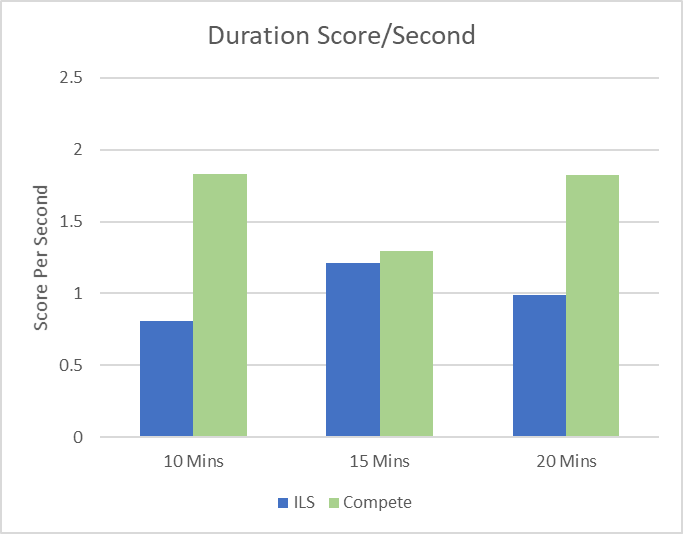 Duration Score/Second
2.5
2
1.5
1
0.5
0
Score Per Second
10 Mins 15 Mins 20 Mins
ILS Compete